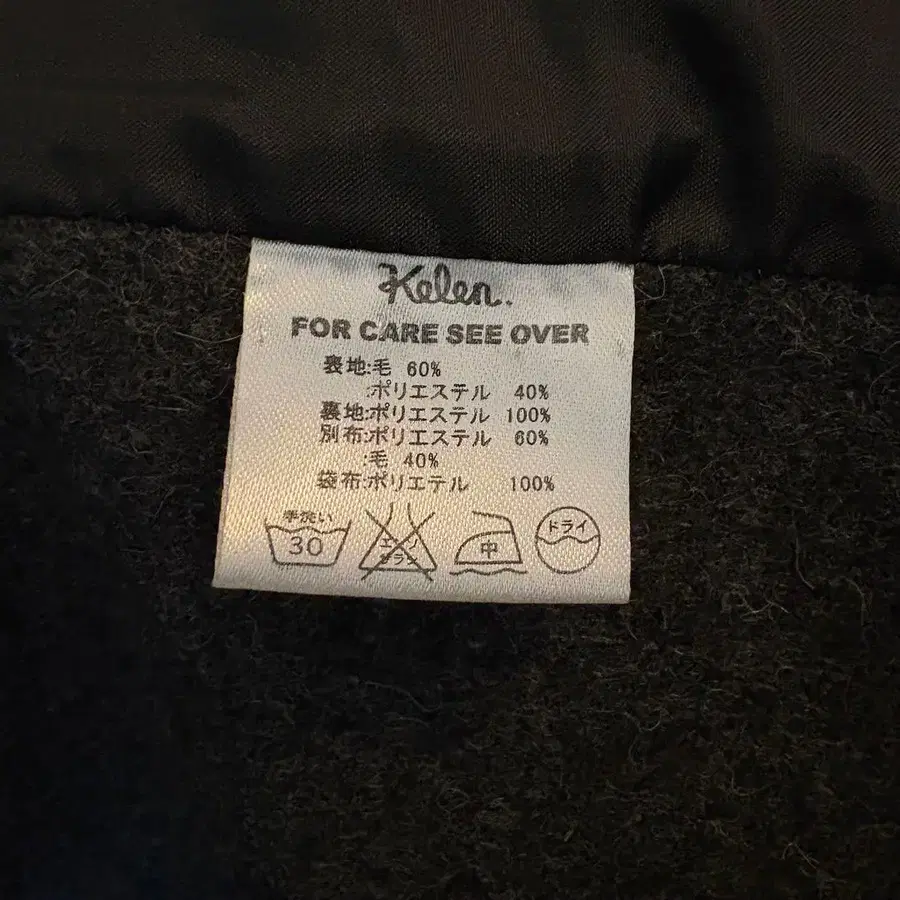 Kelen.
FOR CARE SEE OVER
表地:毛 60%
:ポリエステル 40%
裏地:ポリエステル 100%
別布:ポリエステル 60%
:毛 40%
袋布:ポリエテル 100%
手洗い
30
中
ドライ